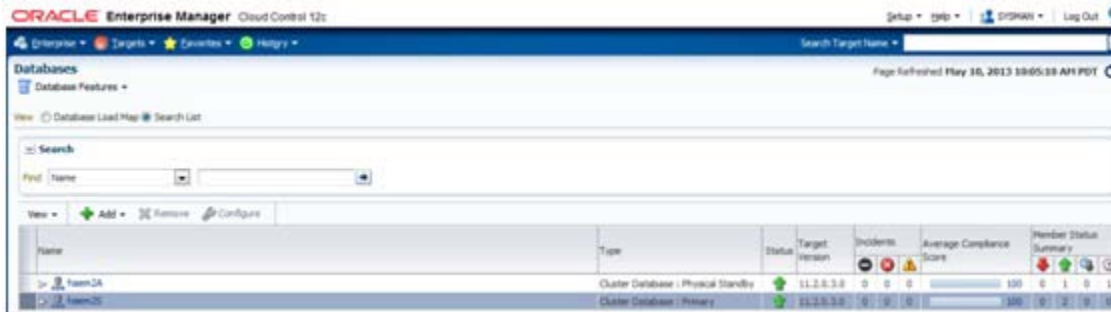 ORACLE Enterprise Manager Cloud Control 12c
Setup Help SYSMAN Log Out
Enterprise Targets Favorites History
Search Target Name
Databases
Page Refreshed May 10, 2013 10:05:10 AM PDT
Database Features
View Database Load Map Search List
Search
Find Name
View Add Remove Configure
Name Type Status Target Version Incidents Average Compliance Score Member Status Summary
Cluster Database : Physical Standby 11.2.0.3.0 0 0 0 100 0 1 0 1
Cluster Database : Primary 11.2.0.3.0 0 0 0 100 0 2 0 0